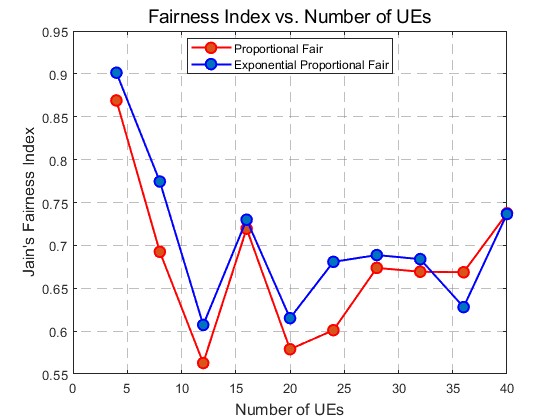 Fairness Index vs. Number of UEs
Proportional Fair
Exponential Proportional Fair
Jain's Fairness Index
0.95
0.9
0.85
0.8
0.75
0.7
0.65
0.6
0.55
0 5 10 15 20 25 30 35 40
Number of UEs